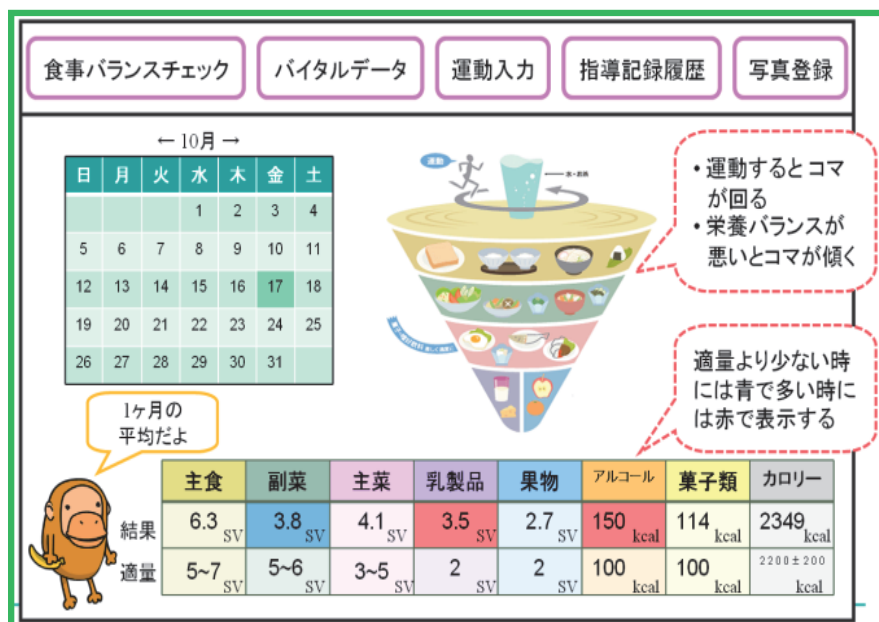 食事バランスチェック
バイタルデータ
運動入力
指導記録履歴
写真登録
← 10月 →
日 月 火 水 木 金 土
1 2 3 4
5 6 7 8 9 10 11
12 13 14 15 16 17 18
19 20 21 22 23 24 25
26 27 28 29 30 31
運動
水・お茶
・運動するとコマ
が回る
・栄養バランスが
悪いとコマが傾く
適量より少ない時
には青で多い時に
は赤で表示する
1ヶ月の
平均だよ
主食 副菜 主菜 乳製品 果物 アルコール 菓子類 カロリー
結果 6.3 SV 3.8 SV 4.1 SV 3.5 SV 2.7 SV 150 kcal 114 kcal 2349 kcal
適量 5~7 SV 5~6 SV 3~5 SV 2 SV 2 SV 100 kcal 100 kcal 2200±200 kcal